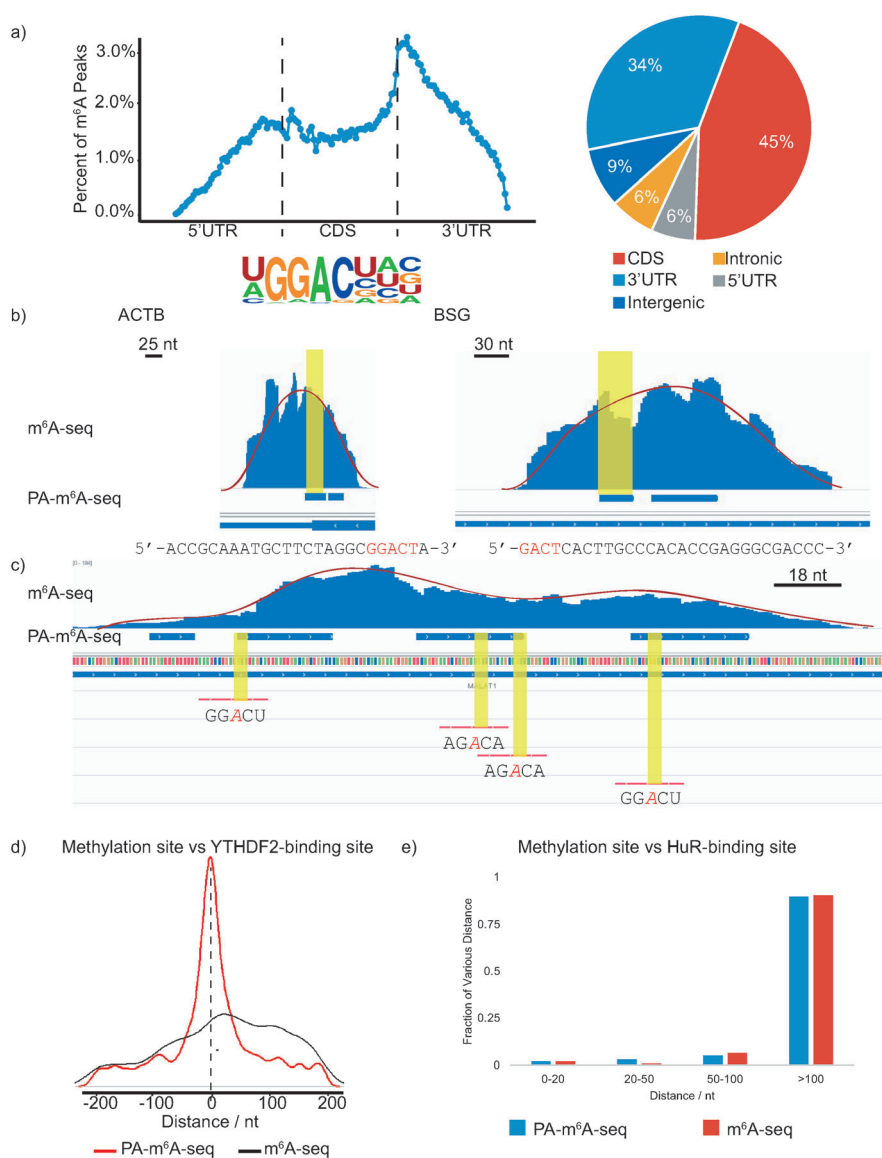 a)
Percent of m⁶A Peaks
3.0%
2.0%
1.0%
0.0%
5'UTR
CDS
3'UTR
34%
45%
9%
6%
6%
CDS
Intronic
3'UTR
5'UTR
Intergenic
UGGACUAC
b)
ACTB
BSG
25 nt
30 nt
m⁶A-seq
PA-m⁶A-seq
5'-ACCGCAAATGCTTCTAGGCGGACTA-3'
5'-GACTCACTTGCCCACACCGAGGGCGACCC-3'
c)
18 nt
m⁶A-seq
PA-m⁶A-seq
MALAT1
GGACU
AGACA
AGACA
GGACU
d)
Methylation site vs YTHDF2-binding site
-200
-100
0
100
200
Distance / nt
PA-m⁶A-seq
m⁶A-seq
e)
Methylation site vs HuR-binding site
Fraction of Various Distance
1
0.75
0.5
0.25
0
0-20
20-50
50-100
>100
Distance / nt
PA-m⁶A-seq
m⁶A-seq